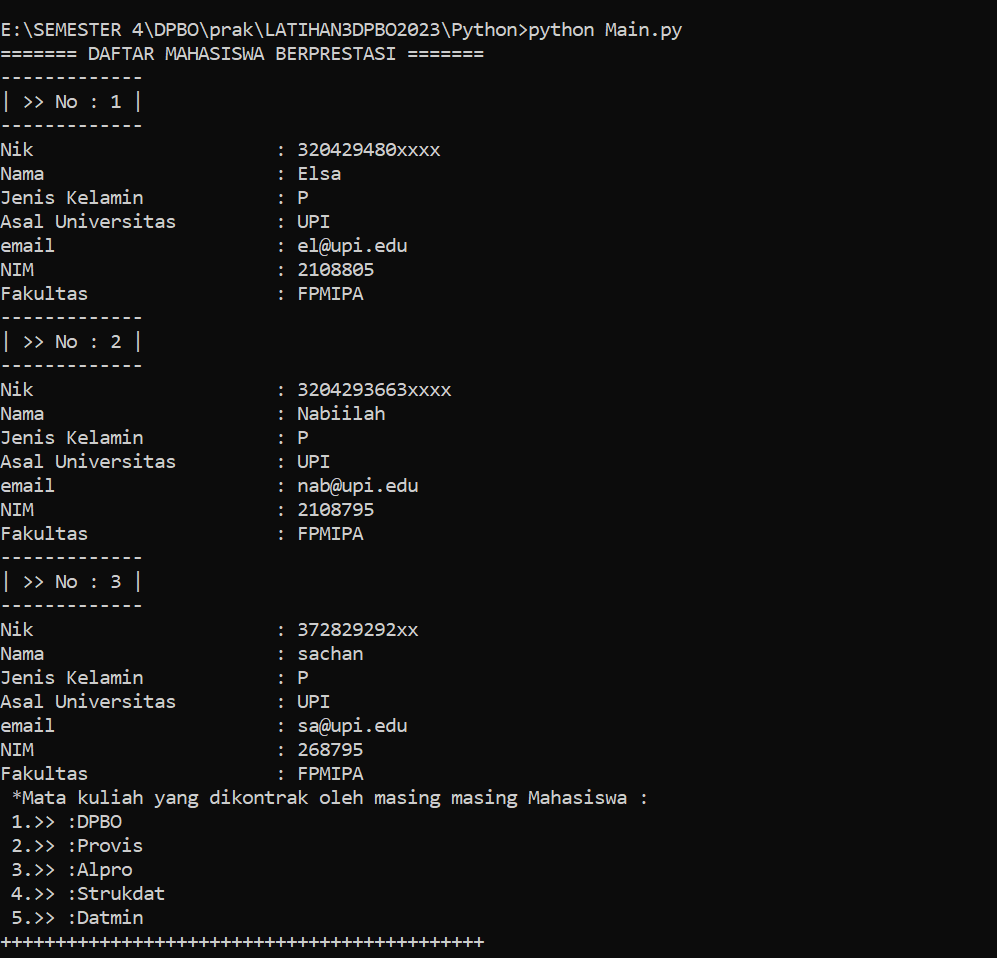 E:\SEMESTER 4\DPBO\prak\LATIHAN3DPBO2023\Python>python Main.py
======= DAFTAR MAHASISWA BERPRESTASI =======
-------------
| >> No : 1 |
-------------
Nik                      : 320429480xxxx
Nama                     : Elsa
Jenis Kelamin            : P
Asal Universitas         : UPI
email                    : el@upi.edu
NIM                      : 2108805
Fakultas                 : FPMIPA
-------------
| >> No : 2 |
-------------
Nik                      : 3204293663xxxx
Nama                     : Nabiilah
Jenis Kelamin            : P
Asal Universitas         : UPI
email                    : nab@upi.edu
NIM                      : 2108795
Fakultas                 : FPMIPA
-------------
| >> No : 3 |
-------------
Nik                      : 372829292xx
Nama                     : sachan
Jenis Kelamin            : P
Asal Universitas         : UPI
email                    : sa@upi.edu
NIM                      : 268795
Fakultas                 : FPMIPA
 *Mata kuliah yang dikontrak oleh masing masing Mahasiswa :
 1.>> :DPBO
 2.>> :Provis
 3.>> :Alpro
 4.>> :Strukdat
 5.>> :Datmin
++++++++++++++++++++++++++++++++++++++++++++